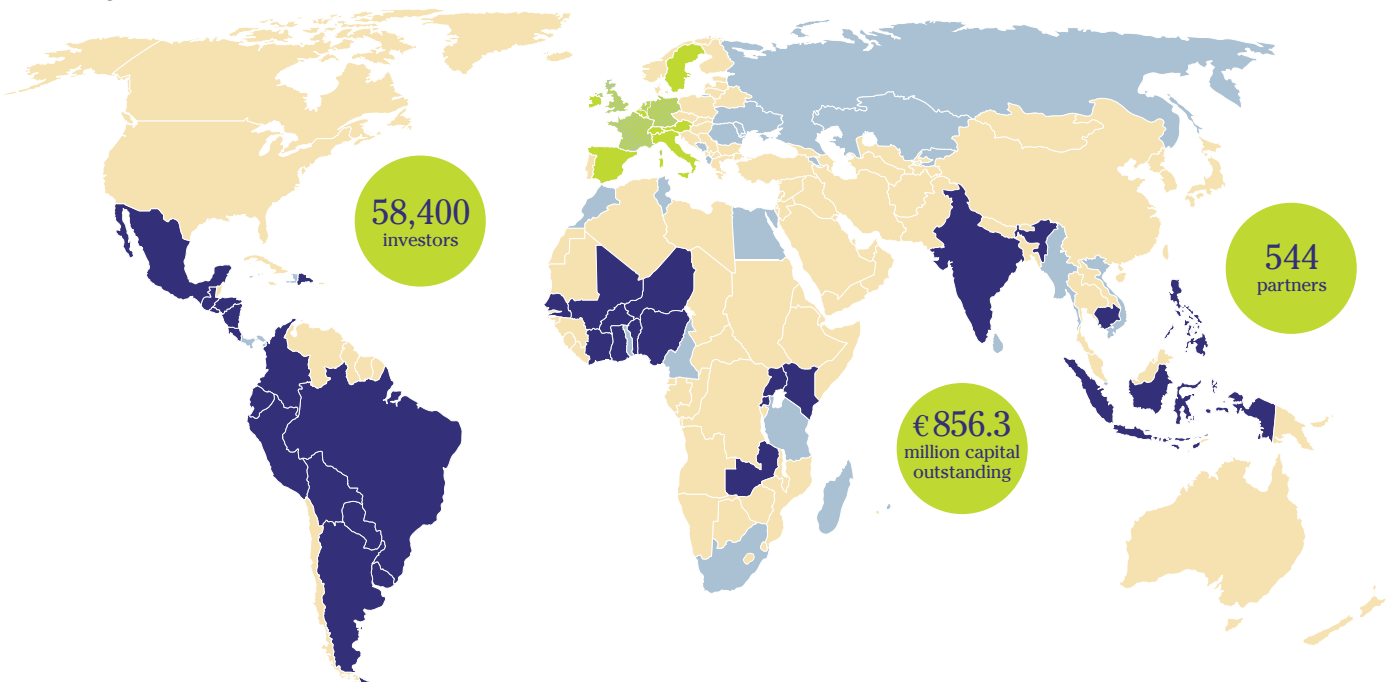 58,400
investors
544
partners
€ 856.3
million capital
outstanding